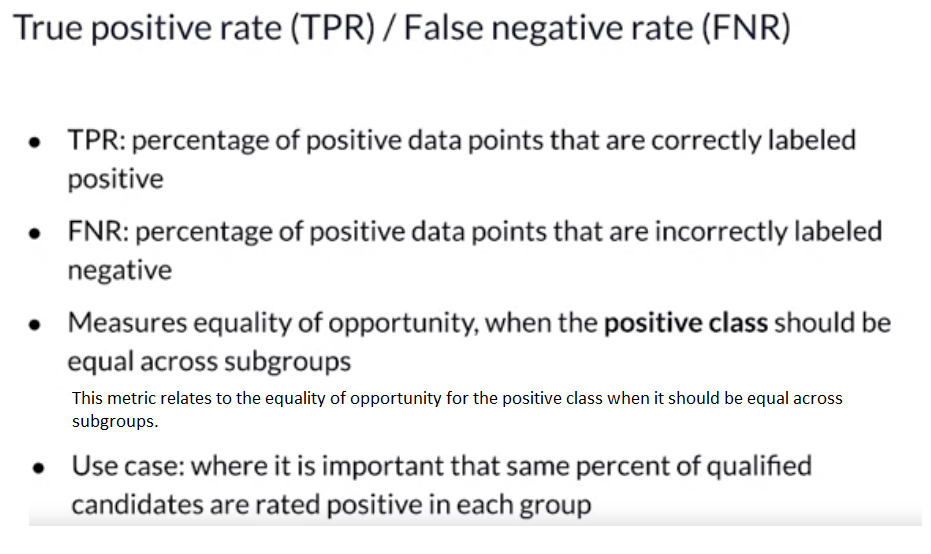 True positive rate (TPR) / False negative rate (FNR)
● TPR: percentage of positive data points that are correctly labeled
positive
● FNR: percentage of positive data points that are incorrectly labeled
negative
● Measures equality of opportunity, when the positive class should be
equal across subgroups
This metric relates to the equality of opportunity for the positive class when it should be equal across
subgroups.
● Use case: where it is important that same percent of qualified
candidates are rated positive in each group